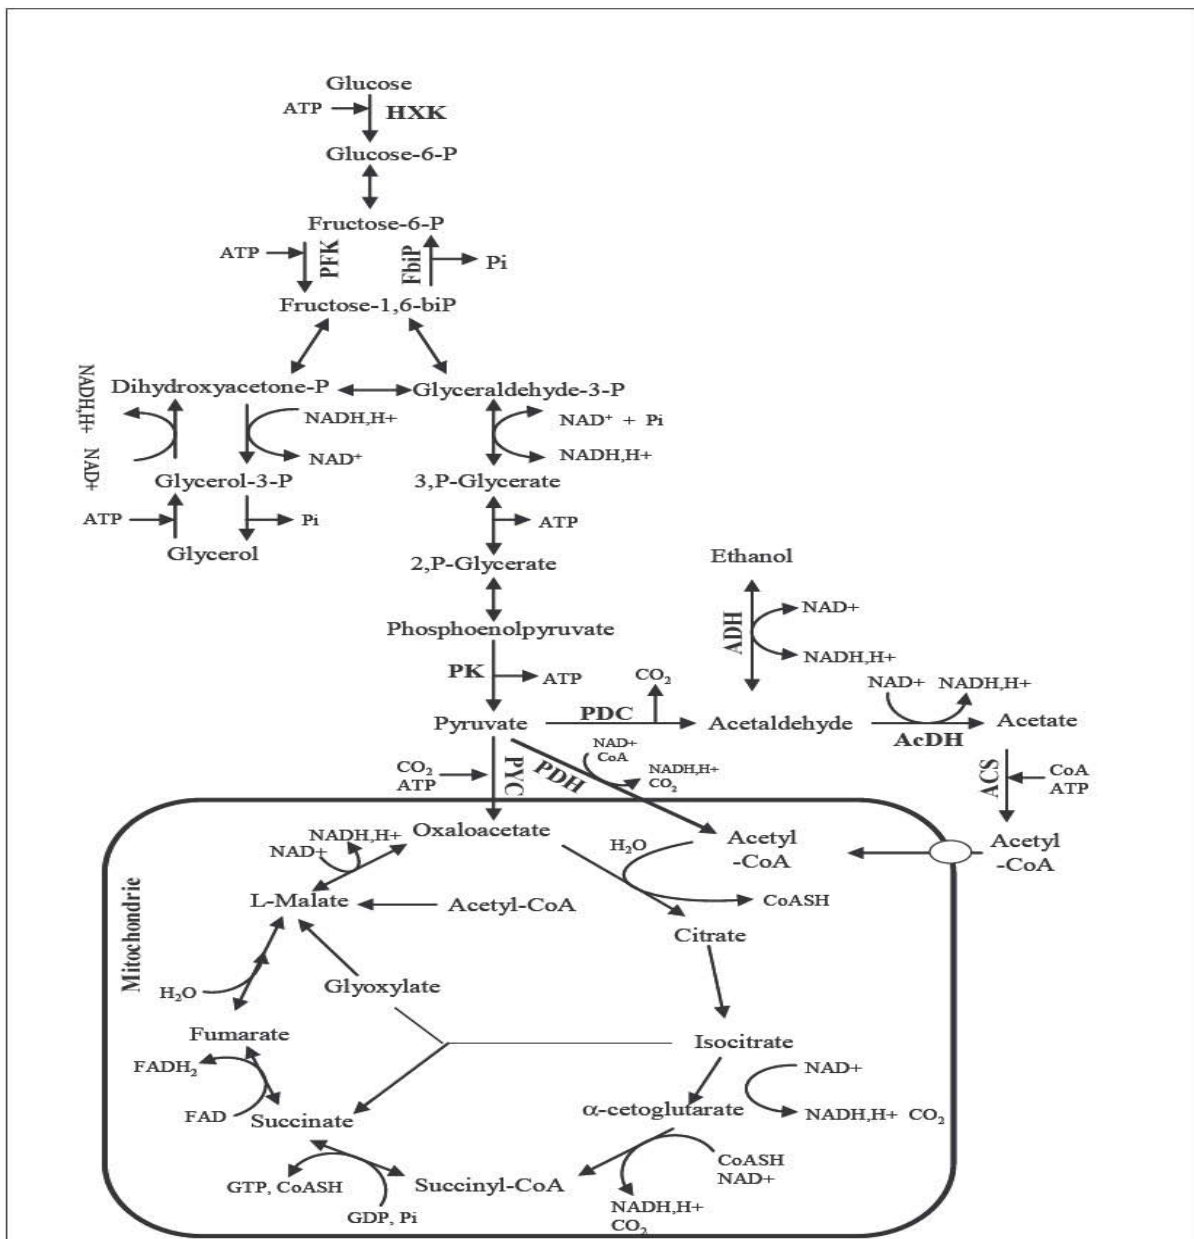 Glucose
ATP
HXK
Glucose-6-P
Fructose-6-P
ATP
PFK
FbiP
Pi
Fructose-1,6-biP
Dihydroxyacetone-P
Glyceraldehyde-3-P
NADH,H+
NAD+
NADH,H+
NAD⁺
NAD⁺ + Pi
NADH,H+
Glycerol-3-P
3,P-Glycerate
ATP
Pi
ATP
Glycerol
2,P-Glycerate
Ethanol
ADH
NAD+
NADH,H+
Phosphoenolpyruvate
PK
ATP
CO₂
NAD+
NADH,H+
Pyruvate
PDC
Acetaldehyde
Acetate
AcDH
CO₂
ATP
PYC
PDH
NAD+
CoA
NADH,H+
CO₂
ACS
CoA
ATP
Oxaloacetate
Acetyl
-CoA
Acetyl
-CoA
Mitochondrie
NADH,H+
NAD+
H₂O
L-Malate
Acetyl-CoA
CoASH
Citrate
H₂O
Glyoxylate
Fumarate
Isocitrate
FADH₂
FAD
NAD+
NADH,H+ CO₂
Succinate
α-cetoglutarate
GTP, CoASH
GDP, Pi
Succinyl-CoA
CoASH
NAD+
NADH,H+
CO₂